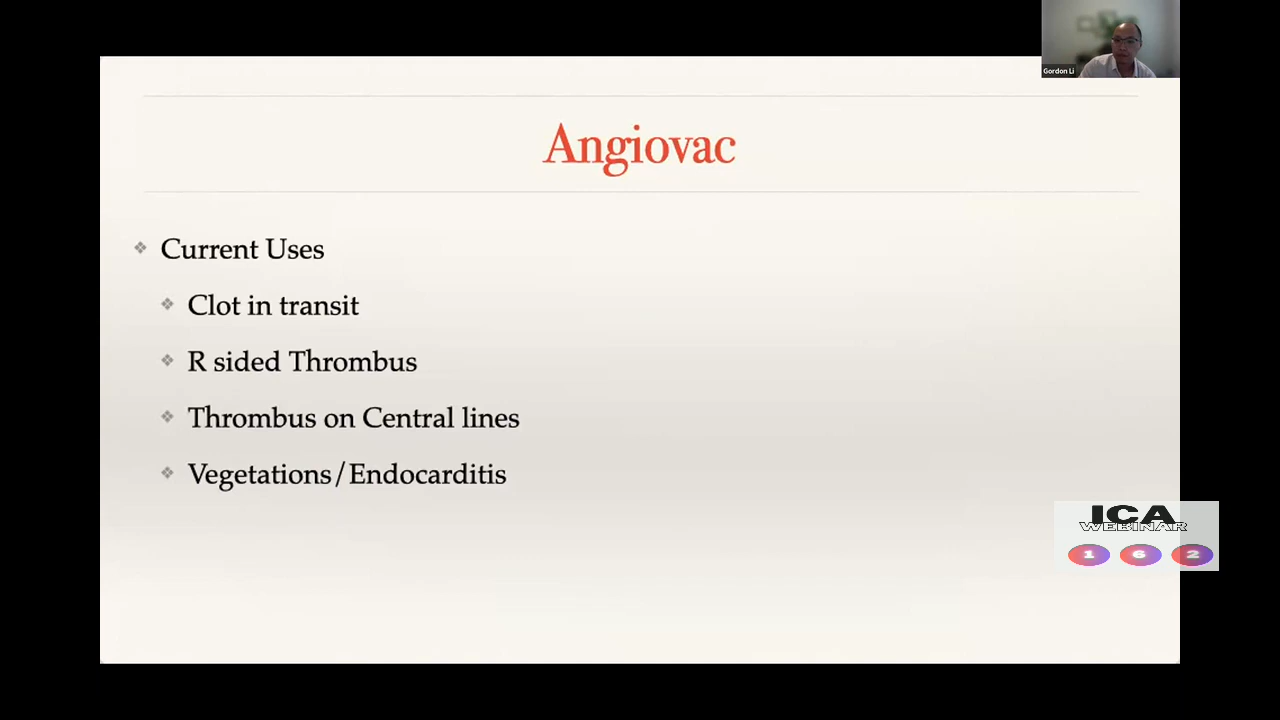 Gordon Li
Angiovac
❖ Current Uses
❖ Clot in transit
❖ R sided Thrombus
❖ Thrombus on Central lines
❖ Vegetations/Endocarditis
ICA
WEBINAR
1 6 2